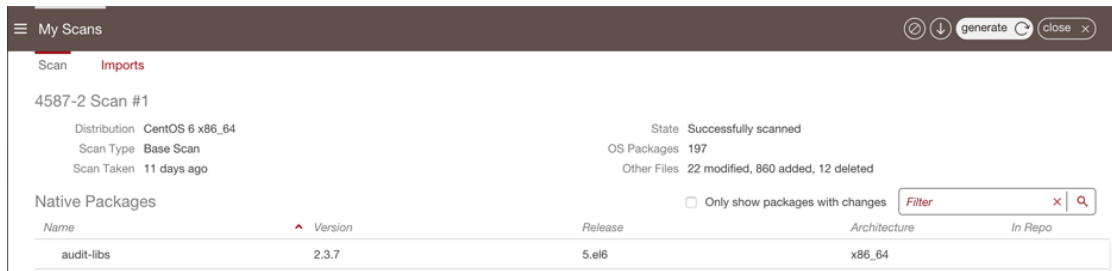 My Scans generate close
Scan Imports
4587-2 Scan #1
Distribution CentOS 6 x86_64 State Successfully scanned
Scan Type Base Scan OS Packages 197
Scan Taken 11 days ago Other Files 22 modified, 860 added, 12 deleted
Native Packages Only show packages with changes Filter
Name Version Release Architecture In Repo
audit-libs 2.3.7 5.el6 x86_64